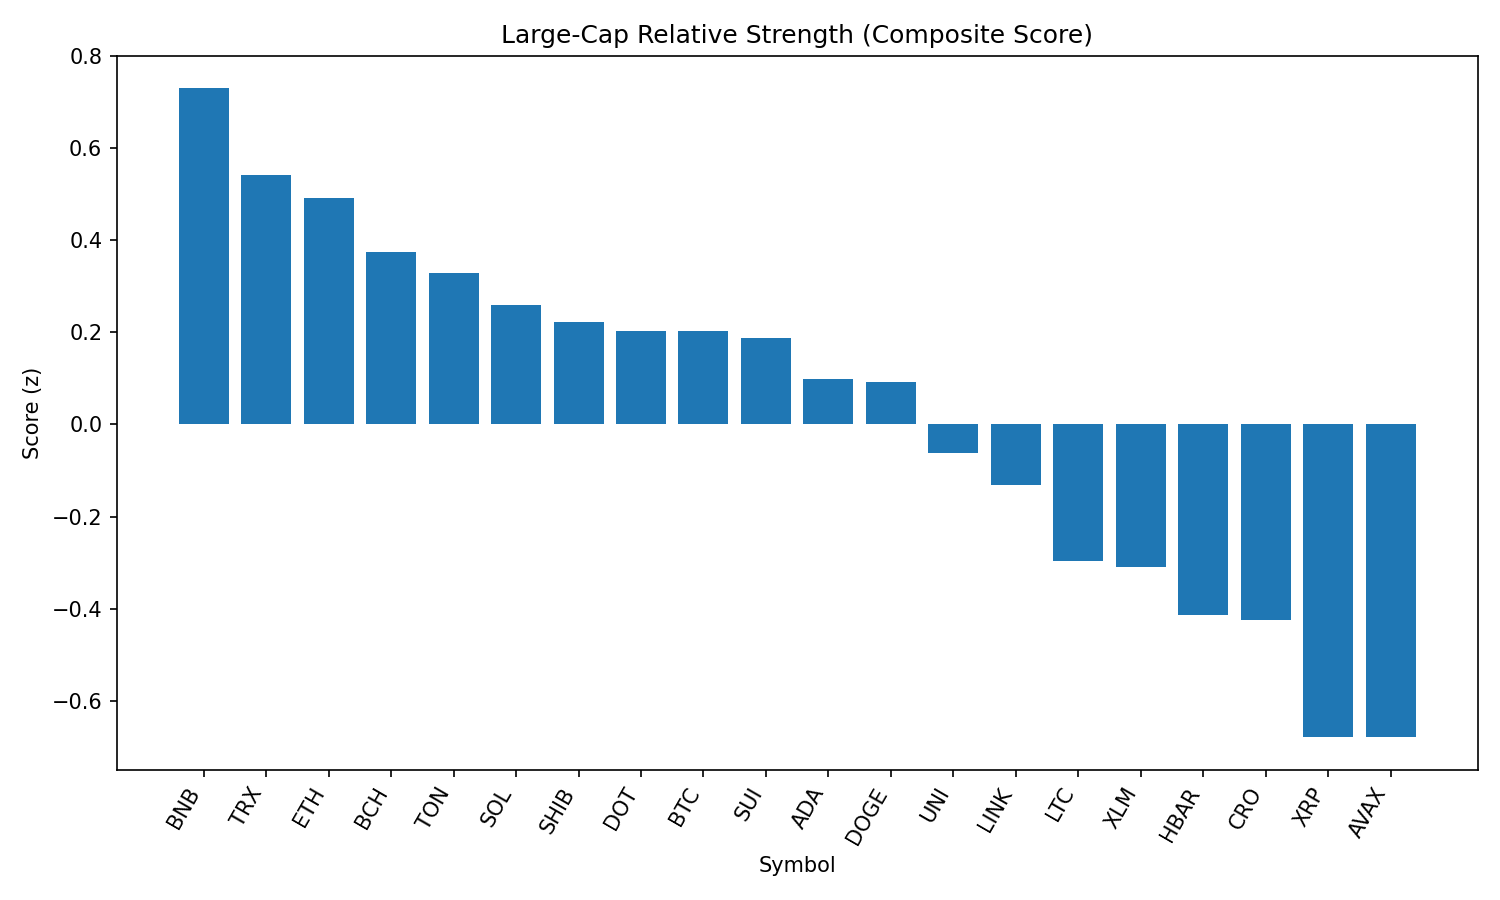 Large-Cap Relative Strength (Composite Score)
0.8
0.6
0.4
0.2
0.0
−0.2
−0.4
−0.6
Score (z)
BNB
TRX
ETH
BCH
TON
SOL
SHIB
DOT
BTC
SUI
ADA
DOGE
UNI
LINK
LTC
XLM
HBAR
CRO
XRP
AVAX
Symbol